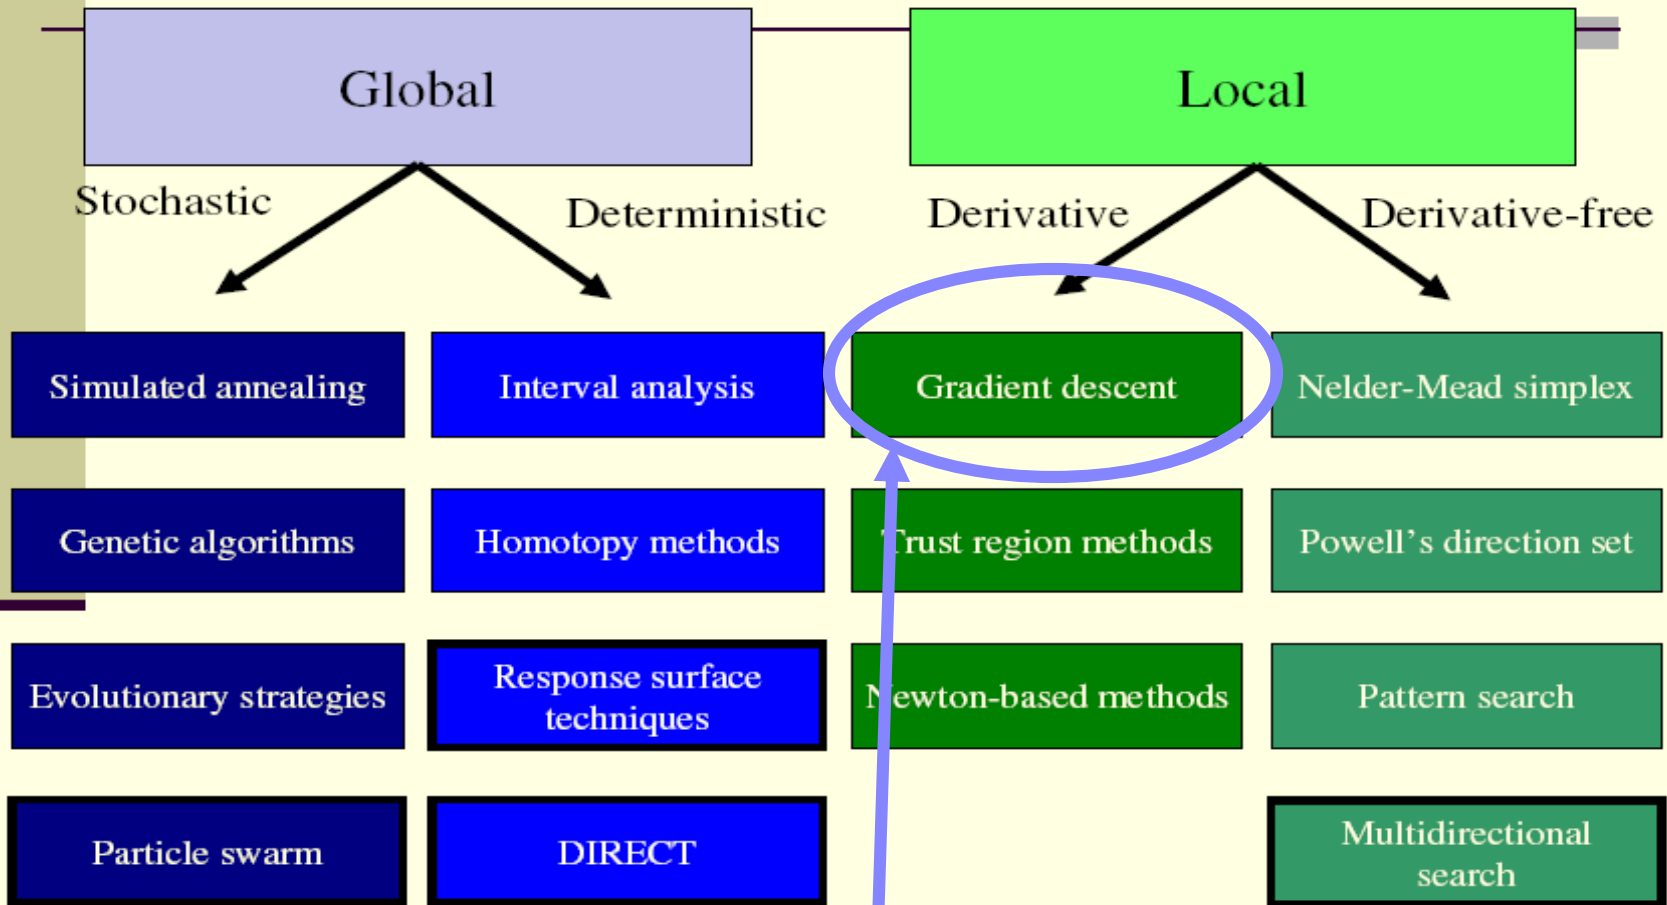 Global
Local
Stochastic
Deterministic
Derivative
Derivative-free
Simulated annealing
Interval analysis
Gradient descent
Nelder-Mead simplex
Genetic algorithms
Homotopy methods
Trust region methods
Powell's direction set
Evolutionary strategies
Response surface
techniques
Newton-based methods
Pattern search
Particle swarm
DIRECT
Multidirectional
search